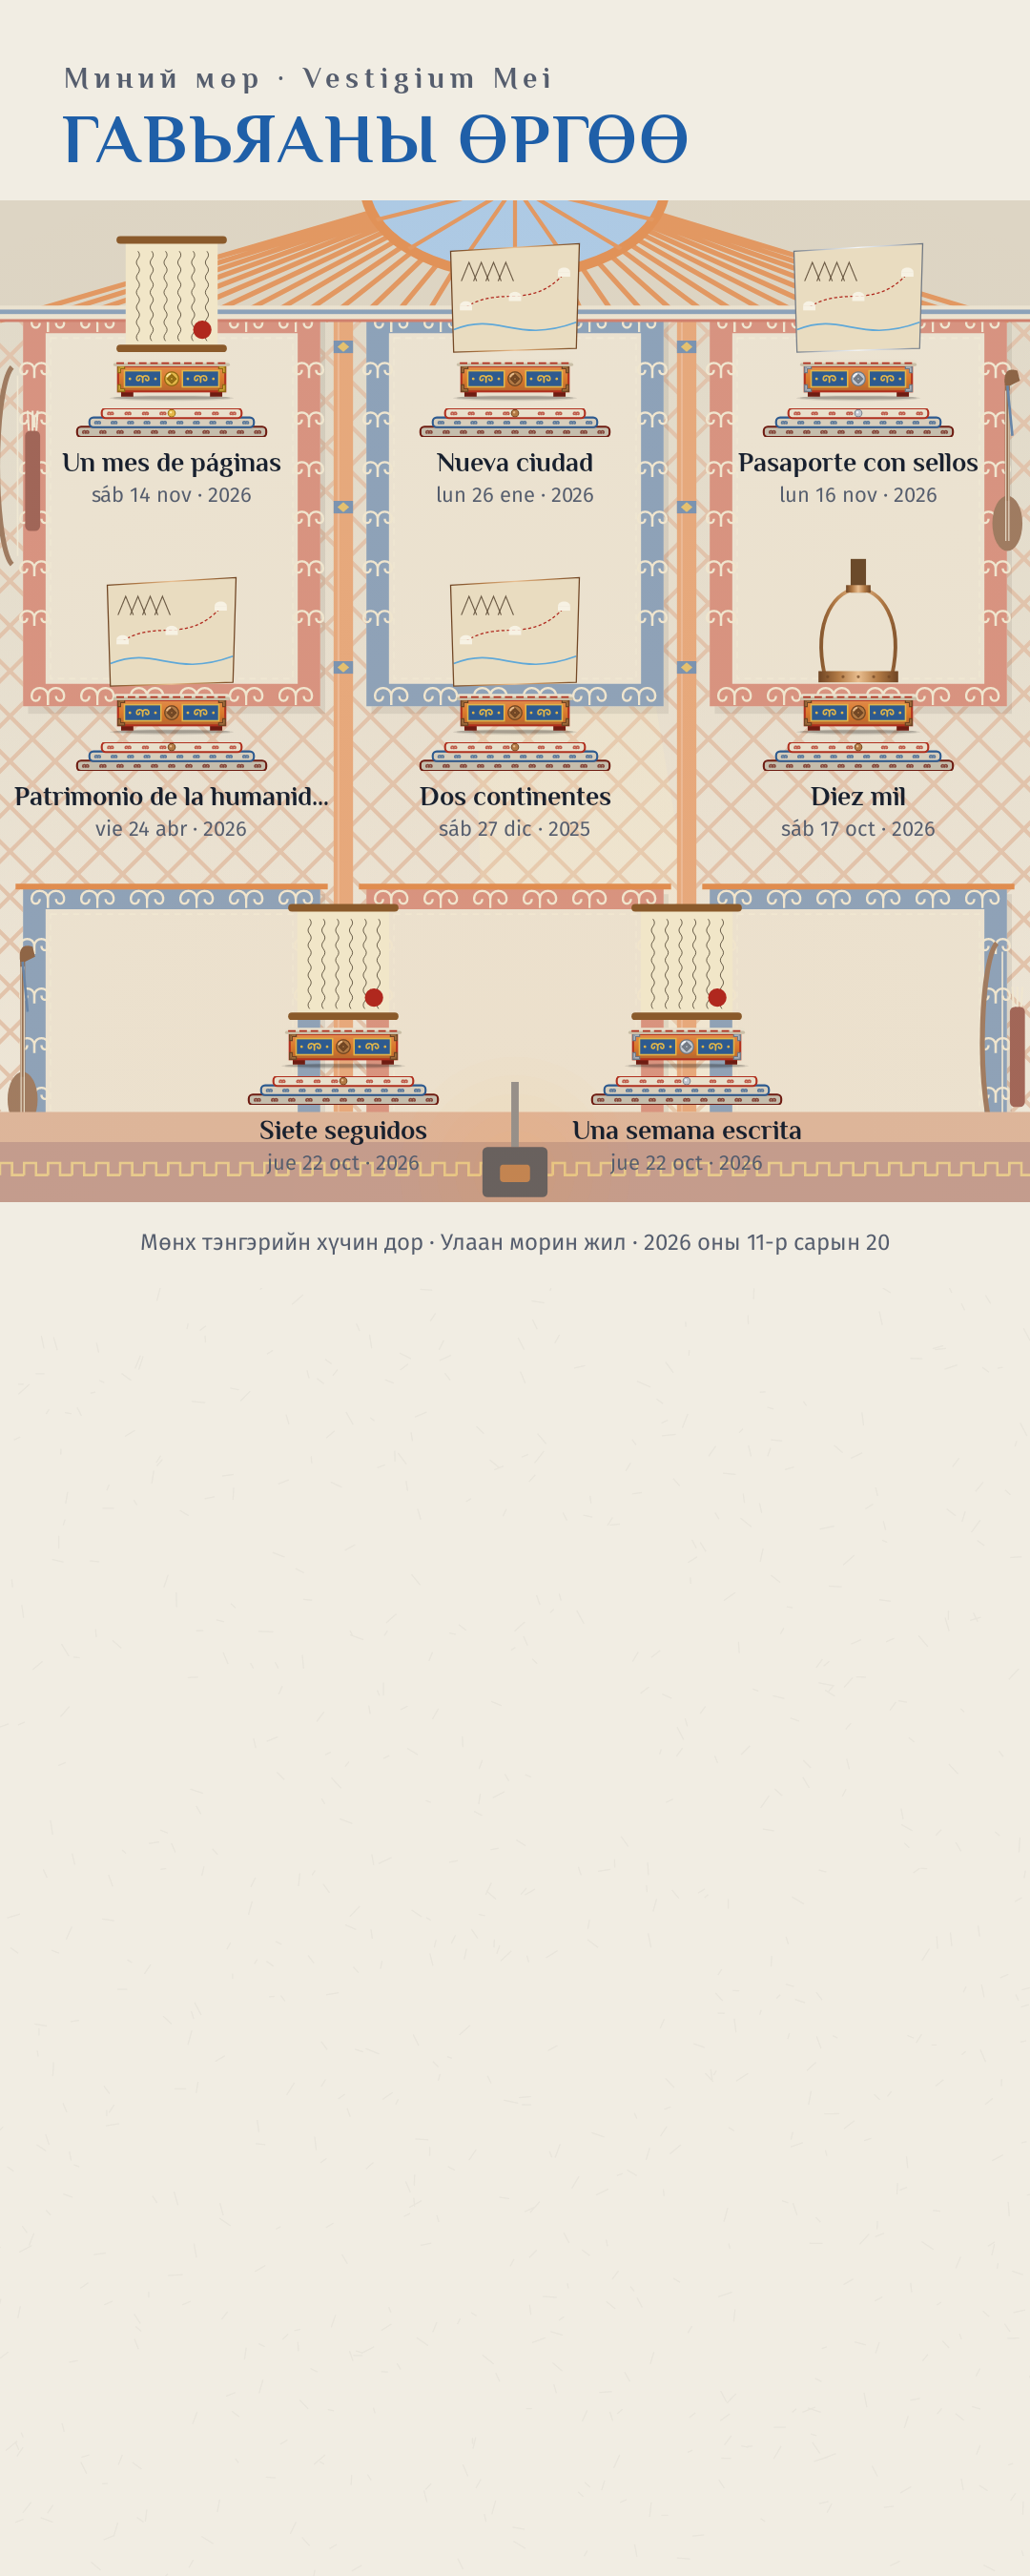 Миний мөр · Vestigium Mei
ГАВЬЯАНЫ ӨРГӨӨ
Un mes de páginas
sáb 14 nov · 2026
Nueva ciudad
lun 26 ene · 2026
Pasaporte con sellos
lun 16 nov · 2026
Patrimonio de la humanid...
vie 24 abr · 2026
Dos continentes
sáb 27 dic · 2025
Diez mil
sáb 17 oct · 2026
Siete seguidos
jue 22 oct · 2026
Una semana escrita
jue 22 oct · 2026
Мөнх тэнгэрийн хүчин дор · Улаан морин жил · 2026 оны 11-р сарын 20